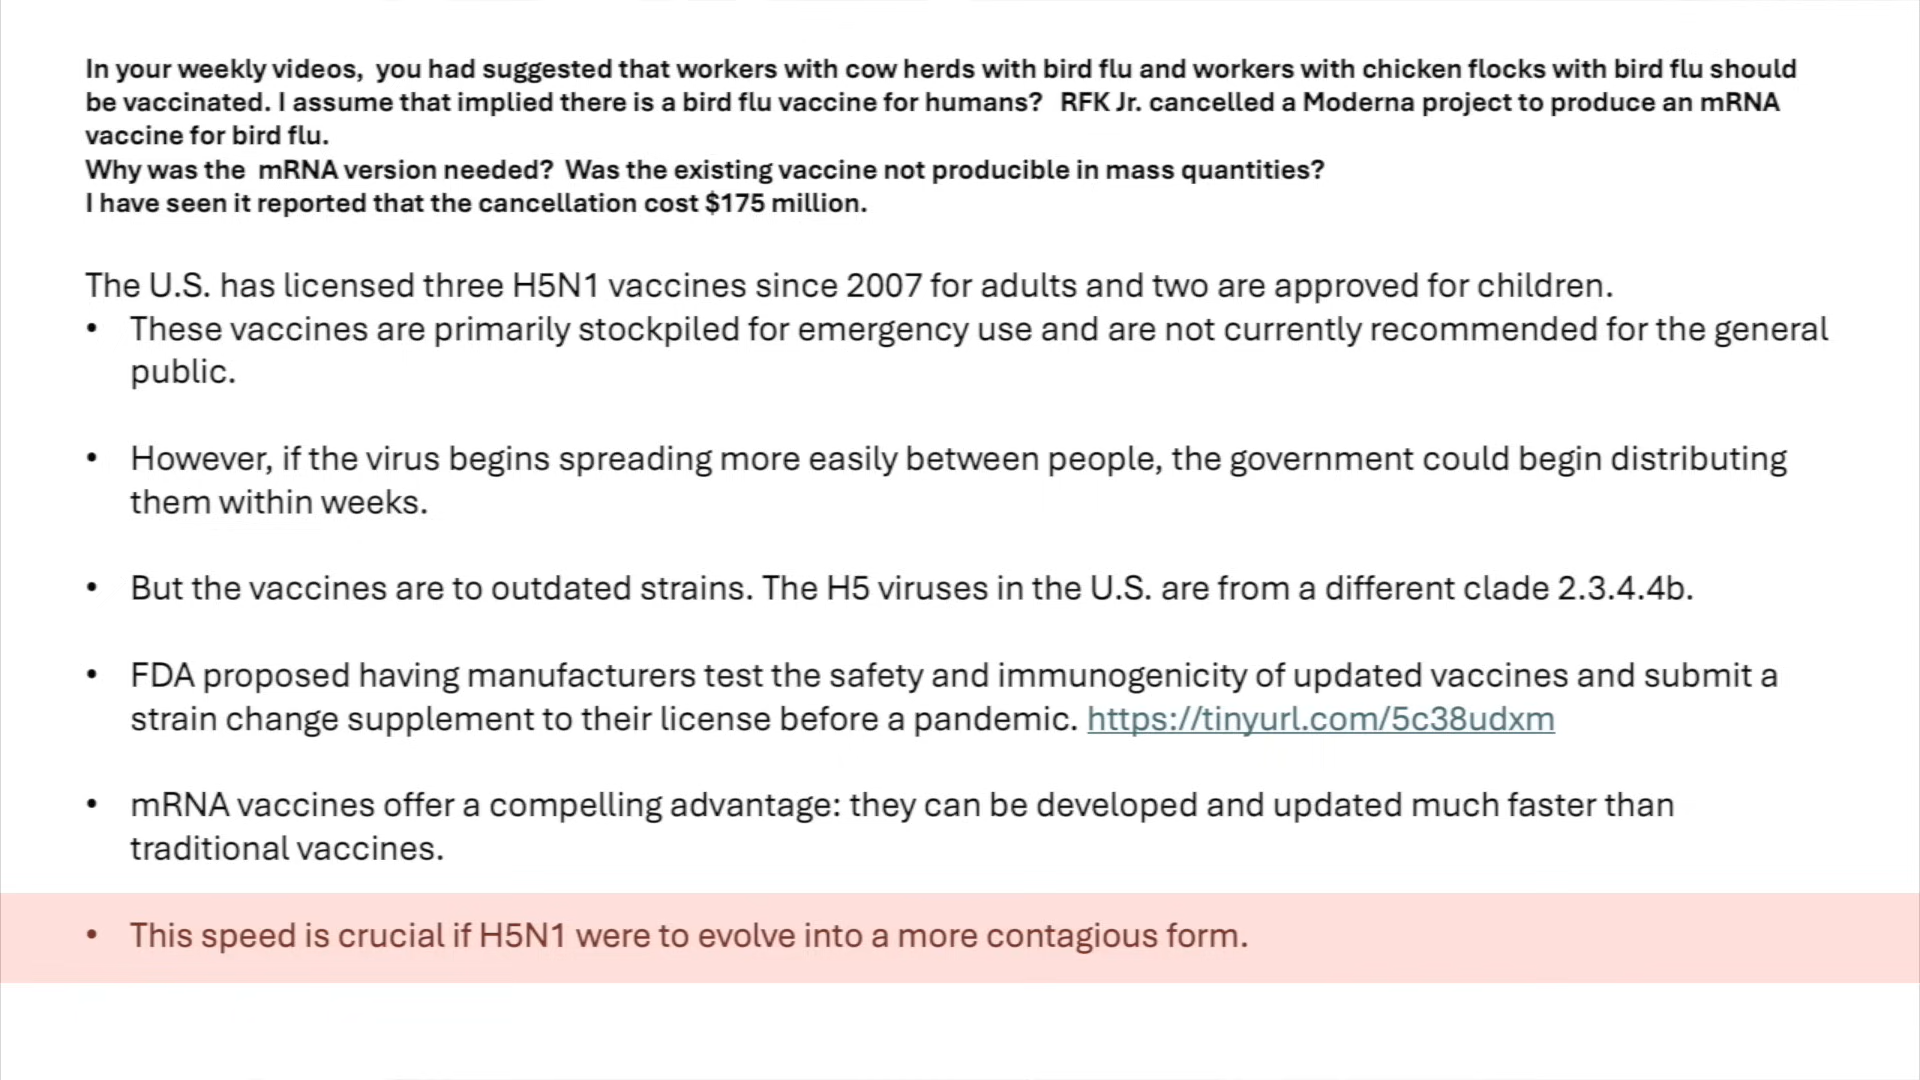 In your weekly videos,  you had suggested that workers with cow herds with bird flu and workers with chicken flocks with bird flu should
be vaccinated. I assume that implied there is a bird flu vaccine for humans?   RFK Jr. cancelled a Moderna project to produce an mRNA
vaccine for bird flu.
Why was the  mRNA version needed?  Was the existing vaccine not producible in mass quantities?
I have seen it reported that the cancellation cost $175 million.
The U.S. has licensed three H5N1 vaccines since 2007 for adults and two are approved for children.
• These vaccines are primarily stockpiled for emergency use and are not currently recommended for the general
public.
• However, if the virus begins spreading more easily between people, the government could begin distributing
them within weeks.
• But the vaccines are to outdated strains. The H5 viruses in the U.S. are from a different clade 2.3.4.4b.
• FDA proposed having manufacturers test the safety and immunogenicity of updated vaccines and submit a
strain change supplement to their license before a pandemic. https://tinyurl.com/5c38udxm
• mRNA vaccines offer a compelling advantage: they can be developed and updated much faster than
traditional vaccines.
• This speed is crucial if H5N1 were to evolve into a more contagious form.